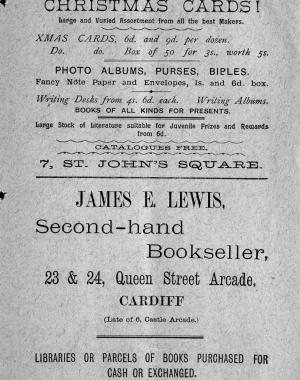 CHRISTMAS CARDS!
Large and Varied Assortment from all the best Makers.
XMAS CARDS, 6d. and 9d. per dozen.
Do. do. Box of 50 for 3s., worth 5s.
PHOTO ALBUMS, PURSES, BIBLES.
Fancy Note Paper and Envelopes, 1s. and 6d. box.
Writing Desks from 4s. 6d. each. Writing Albums.
BOOKS OF ALL KINDS FOR PRESENTS.
Large Stock of Literature suitable for Juvenile Prizes and Rewards
from 6d.
CATALOGUES FREE.
7, ST. JOHN'S SQUARE.
JAMES E. LEWIS,
Second-hand
Bookseller,
23 & 24, Queen Street Arcade,
CARDIFF
(Late of 6, Castle Arcade.)
LIBRARIES OR PARCELS OF BOOKS PURCHASED FOR
CASH OR EXCHANGED.